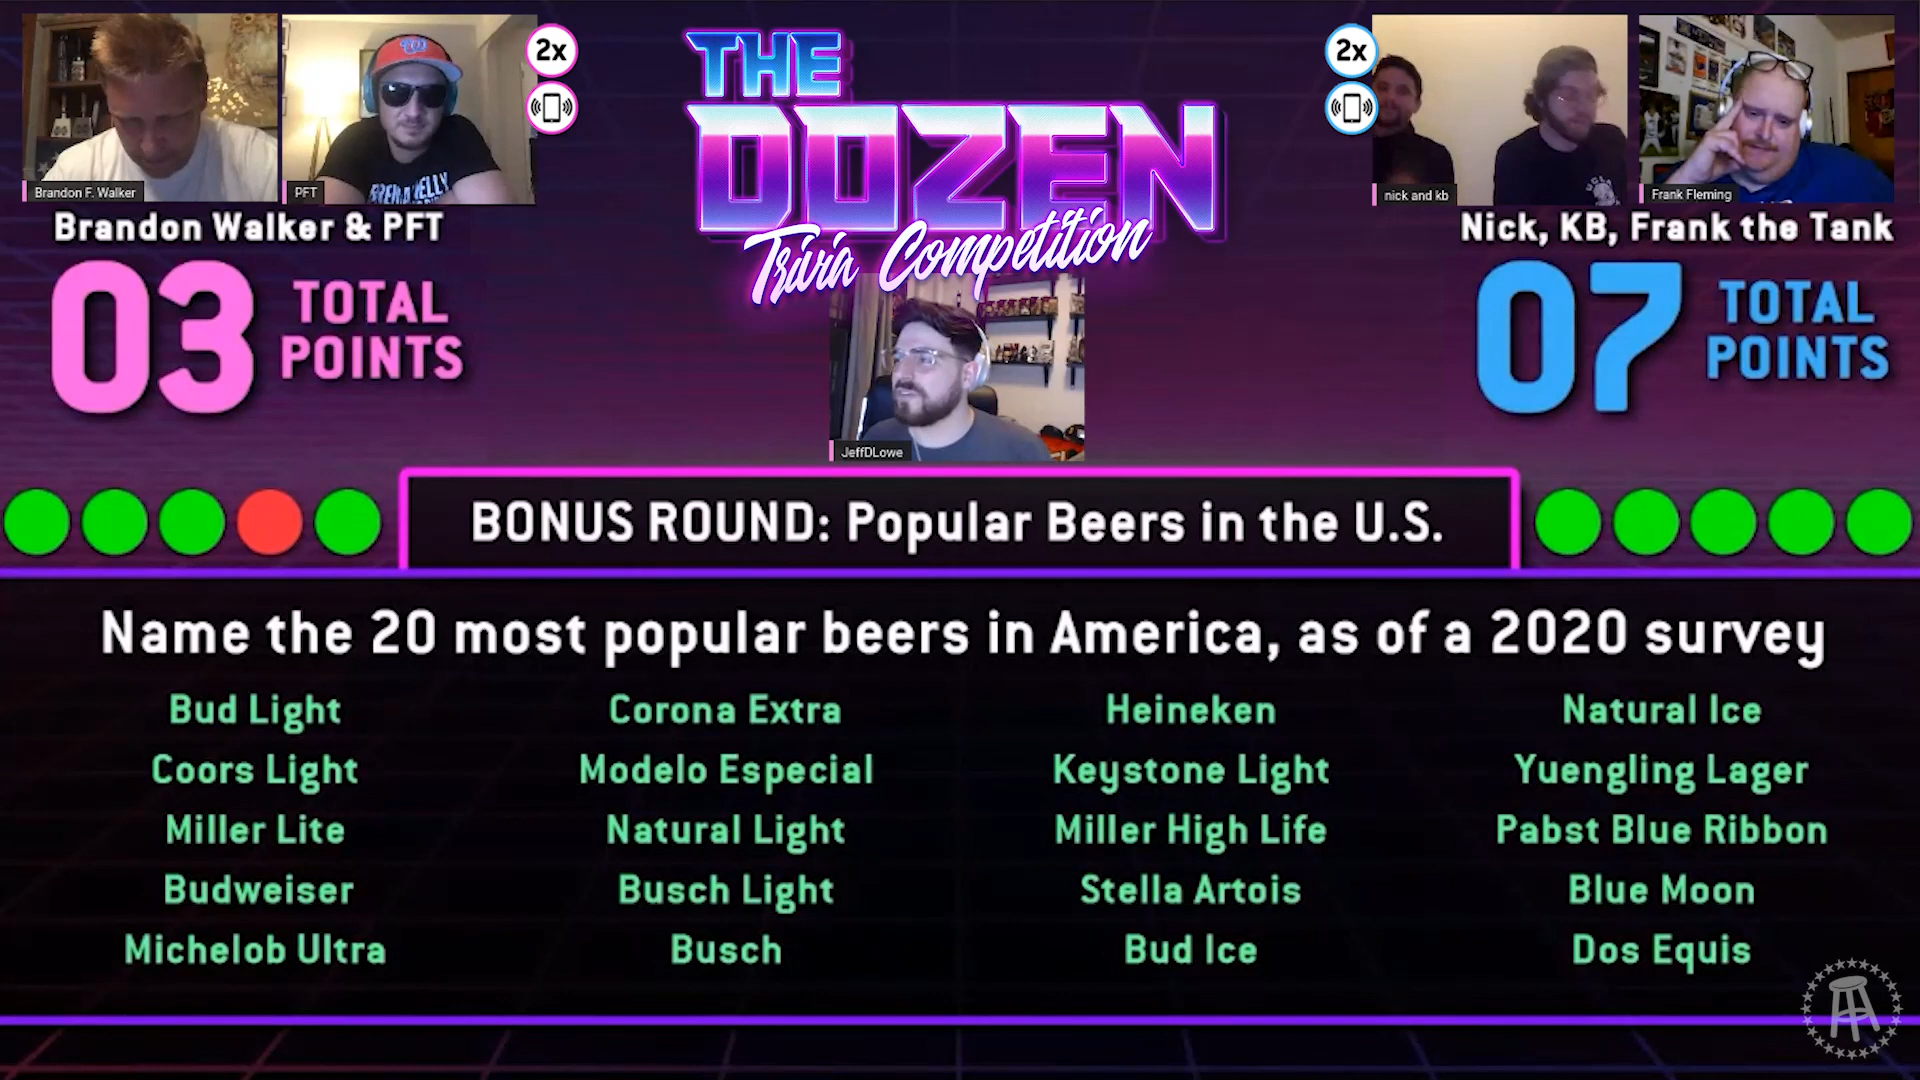 THE
DOZEN
Trivia Competition
2x
2x
Brandon F. Walker
PFT
nick and kb
Frank Fleming
Brandon Walker & PFT
Nick, KB, Frank the Tank
03 TOTAL POINTS
07 TOTAL POINTS
JeffDLowe
BONUS ROUND: Popular Beers in the U.S.
Name the 20 most popular beers in America, as of a 2020 survey
Bud Light
Corona Extra
Heineken
Natural Ice
Coors Light
Modelo Especial
Keystone Light
Yuengling Lager
Miller Lite
Natural Light
Miller High Life
Pabst Blue Ribbon
Budweiser
Busch Light
Stella Artois
Blue Moon
Michelob Ultra
Busch
Bud Ice
Dos Equis